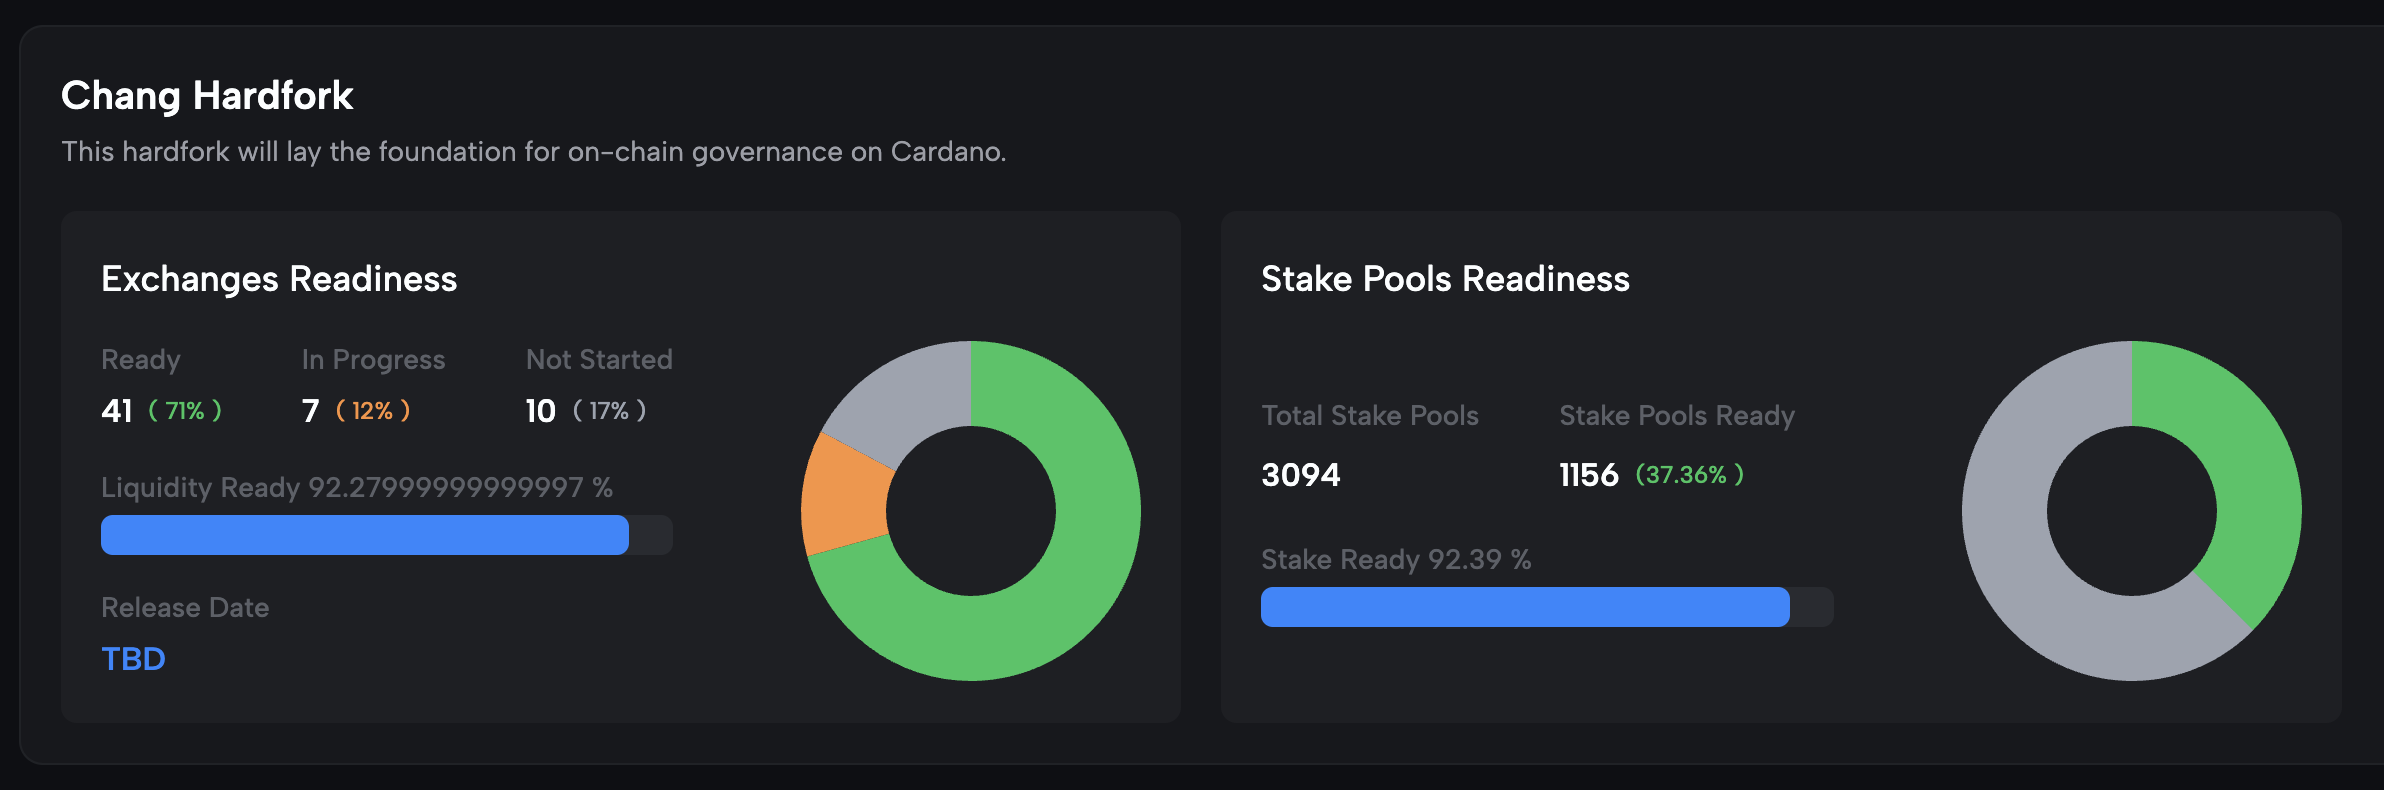 Chang Hardfork
This hardfork will lay the foundation for on-chain governance on Cardano.
Exchanges Readiness
Ready In Progress Not Started
41 ( 71% ) 7 ( 12% ) 10 ( 17% )
Liquidity Ready 92.27999999999997 %
Release Date
TBD
Stake Pools Readiness
Total Stake Pools Stake Pools Ready
3094 1156 (37.36% )
Stake Ready 92.39 %